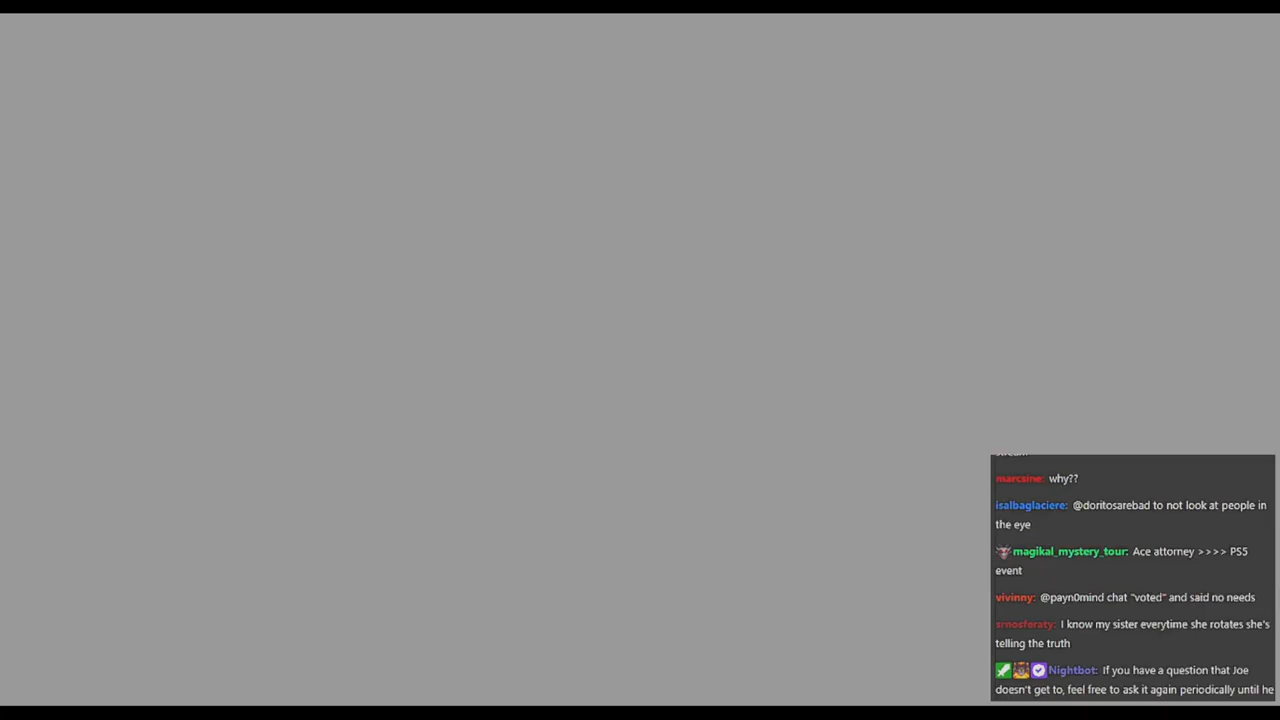 marcsine: why??
isalbaglaciere: @doritosarebad to not look at people in
the eye
magikal_mystery_tour: Ace attorney >>>> PS5
event
vivinny: @payn0mind chat "voted" and said no needs
srnosferaty: I know my sister everytime she rotates she's
telling the truth
Nightbot: If you have a question that Joe
doesn't get to, feel free to ask it again periodically until he